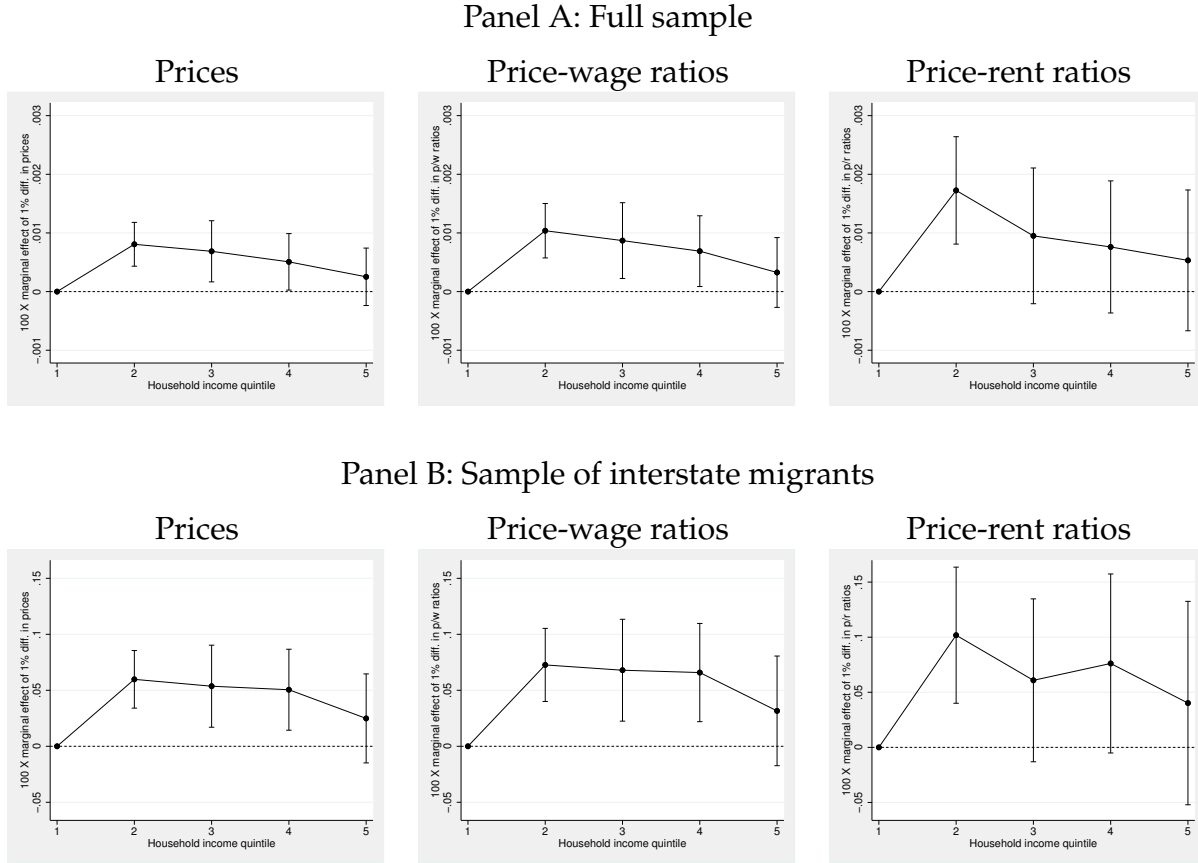 Panel A: Full sample
Prices
100 X marginal effect of 1% diff. in prices
.003
.002
.001
0
-.001
1 2 3 4 5
Household income quintile
Price-wage ratios
100 X marginal effect of 1% diff. in p/w ratios
.003
.002
.001
0
-.001
1 2 3 4 5
Household income quintile
Price-rent ratios
100 X marginal effect of 1% diff. in p/r ratios
.003
.002
.001
0
-.001
1 2 3 4 5
Household income quintile
Panel B: Sample of interstate migrants
Prices
100 X marginal effect of 1% diff. in prices
.15
.1
.05
0
-.05
1 2 3 4 5
Household income quintile
Price-wage ratios
100 X marginal effect of 1% diff. in p/w ratios
.15
.1
.05
0
-.05
1 2 3 4 5
Household income quintile
Price-rent ratios
100 X marginal effect of 1% diff. in p/r ratios
.15
.1
.05
0
-.05
1 2 3 4 5
Household income quintile